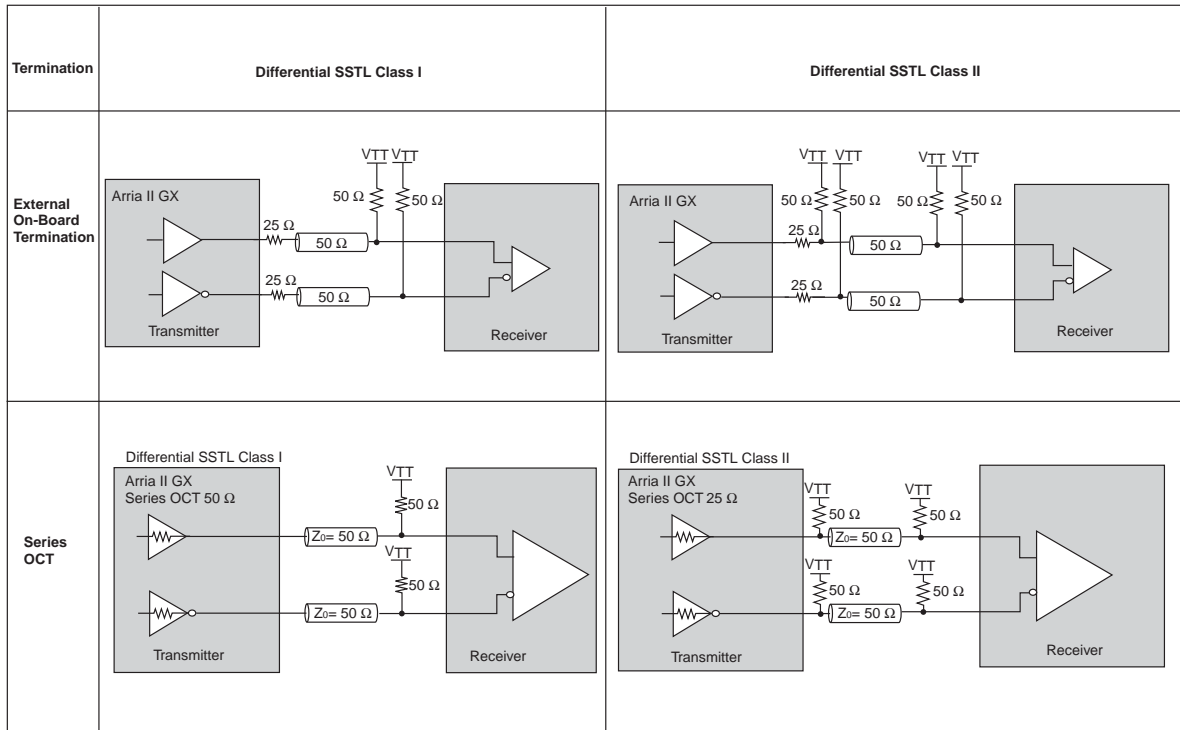 Termination
Differential SSTL Class I
Differential SSTL Class II
External
On-Board
Termination
Arria II GX
VTT
VTT
50 Ω
50 Ω
25 Ω
50 Ω
25 Ω
50 Ω
Transmitter
Receiver
Arria II GX
VTT
VTT
VTT
VTT
50 Ω
50 Ω
50 Ω
50 Ω
25 Ω
50 Ω
25 Ω
50 Ω
Transmitter
Receiver
Series
OCT
Differential SSTL Class I
Arria II GX
Series OCT 50 Ω
VTT
50 Ω
Z0= 50 Ω
VTT
50 Ω
Z0= 50 Ω
Transmitter
Receiver
Differential SSTL Class II
Arria II GX
Series OCT 25 Ω
VTT
VTT
50 Ω
50 Ω
Z0= 50 Ω
VTT
VTT
50 Ω
50 Ω
Z0= 50 Ω
Transmitter
Receiver